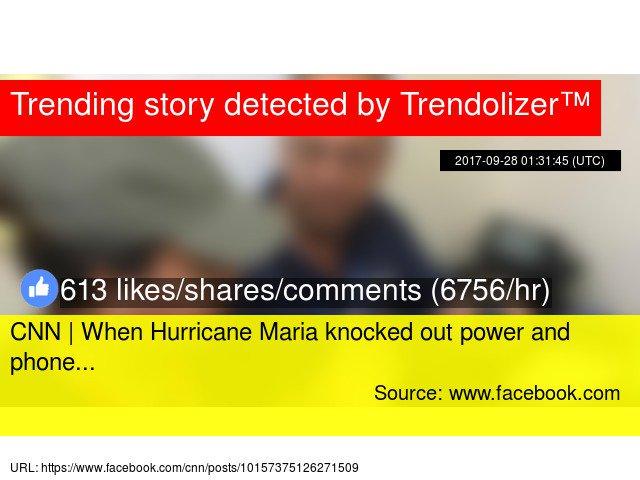 Trending story detected by Trendolizer™
2017-09-28 01:31:45 (UTC)
613 likes/shares/comments (6756/hr)
CNN | When Hurricane Maria knocked out power and
phone...
Source: www.facebook.com
URL: https://www.facebook.com/cnn/posts/10157375126271509